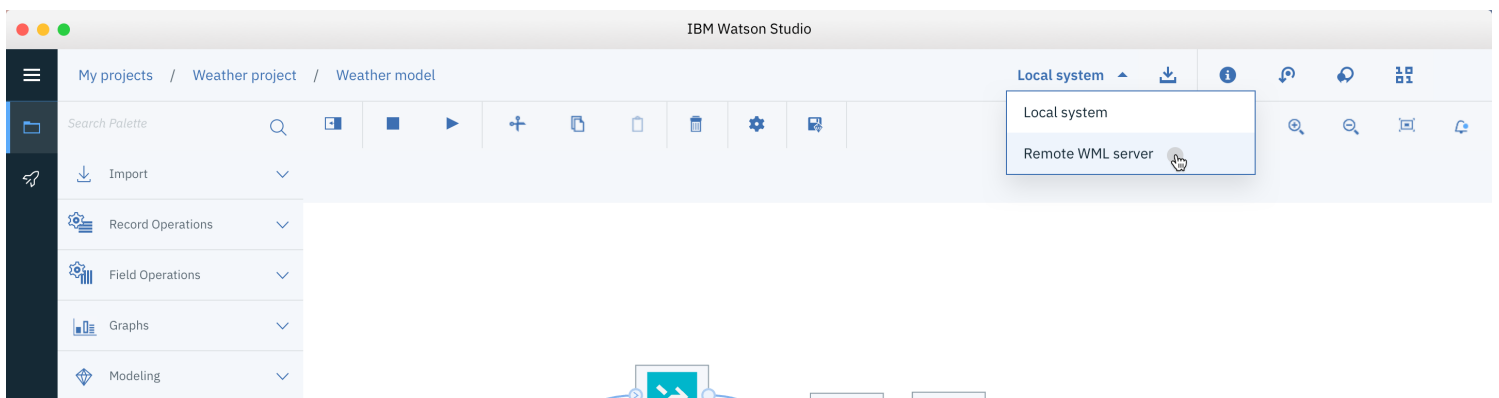 IBM Watson Studio
My projects / Weather project / Weather model
Local system
Search Palette
Local system
Remote WML server
Import
Record Operations
Field Operations
Graphs
Modeling